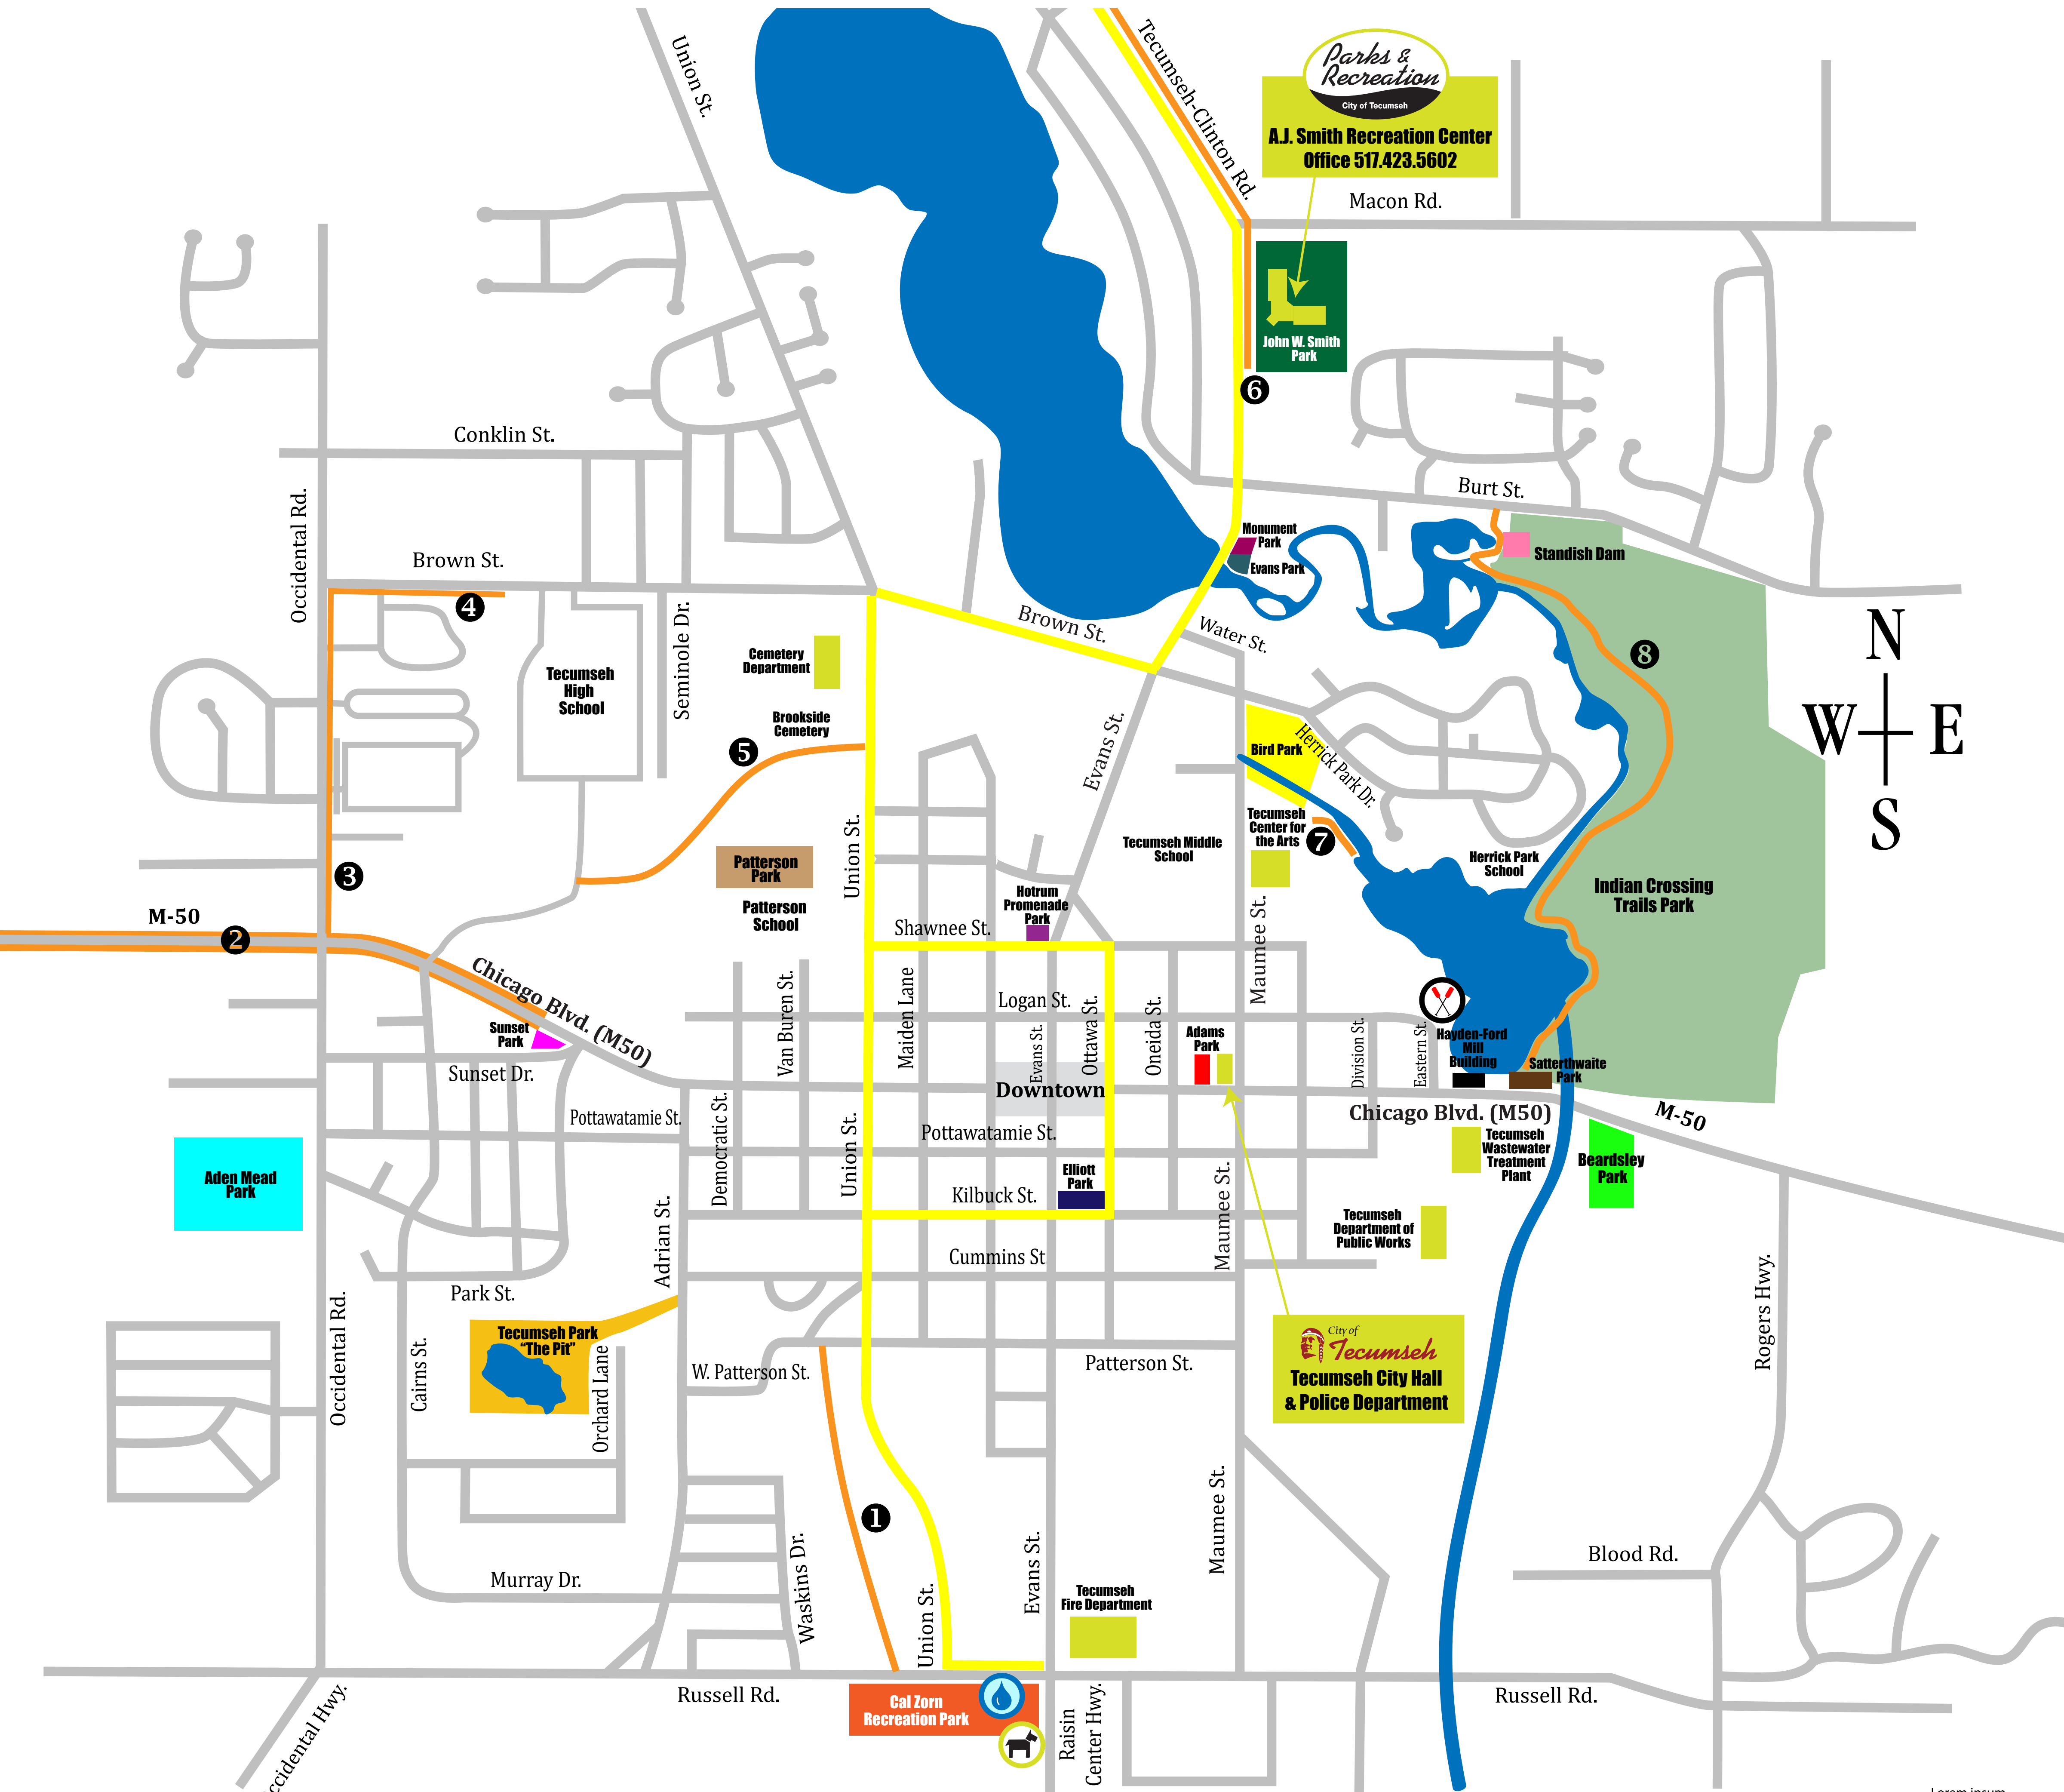 Union St.
Tecumseh-Clinton Rd.
Parks &
Recreation
City of Tecumseh
A.J. Smith Recreation Center
Office 517.423.5602
Macon Rd.
John W. Smith
Park
6
Conklin St.
Occidental Rd.
Burt St.
Monument
Park
Evans Park
Standish Dam
Brown St.
4
Brown St.
Water St.
Seminole Dr.
Cemetery
Department
Tecumseh
High
School
Brookside
Cemetery
5
Evans St.
Bird Park
Herrick Park Dr.
8
N
W
E
S
3
Union St.
Patterson
Park
Patterson
School
Tecumseh Middle
School
Tecumseh
Center for
the Arts
7
Herrick Park
School
Indian Crossing
Trails Park
Hotrum
Promenade
Park
Maumee St.
M-50
2
Shawnee St.
Chicago Blvd. (M50)
Sunset
Park
Sunset Dr.
Van Buren St.
Maiden Lane
Logan St.
Evans St.
Ottawa St.
Oneida St.
Adams
Park
Division St.
Eastern St.
Hayden-Ford
Mill
Building
Satterthwaite
Park
Downtown
Chicago Blvd. (M50)
M-50
Pottawatamie St.
Democratic St.
Union St.
Pottawatamie St.
Elliott
Park
Kilbuck St.
Maumee St.
Tecumseh
Wastewater
Treatment
Plant
Beardsley
Park
Aden Mead
Park
Tecumseh
Department of
Public Works
Adrian St.
Cummins St
Park St.
Occidental Rd.
Cairns St.
Tecumseh Park
“The Pit”
Orchard Lane
W. Patterson St.
Patterson St.
City of
Tecumseh
Tecumseh City Hall
& Police Department
Rogers Hwy.
1
Maumee St.
Blood Rd.
Murray Dr.
Waskins Dr.
Union St.
Evans St.
Tecumseh
Fire Department
Russell Rd.
Cal Zorn
Recreation Park
Raisin
Center Hwy.
Russell Rd.
ccidental Hwy.